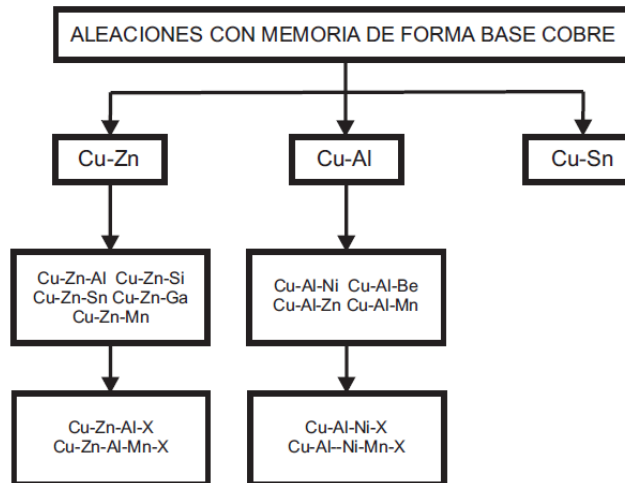 ALEACIONES CON MEMORIA DE FORMA BASE COBRE
Cu-Zn
Cu-Al
Cu-Sn
Cu-Zn-Al Cu-Zn-Si
Cu-Zn-Sn Cu-Zn-Ga
Cu-Zn-Mn
Cu-Al-Ni Cu-Al-Be
Cu-Al-Zn Cu-Al-Mn
Cu-Zn-Al-X
Cu-Zn-Al-Mn-X
Cu-Al-Ni-X
Cu-Al--Ni-Mn-X